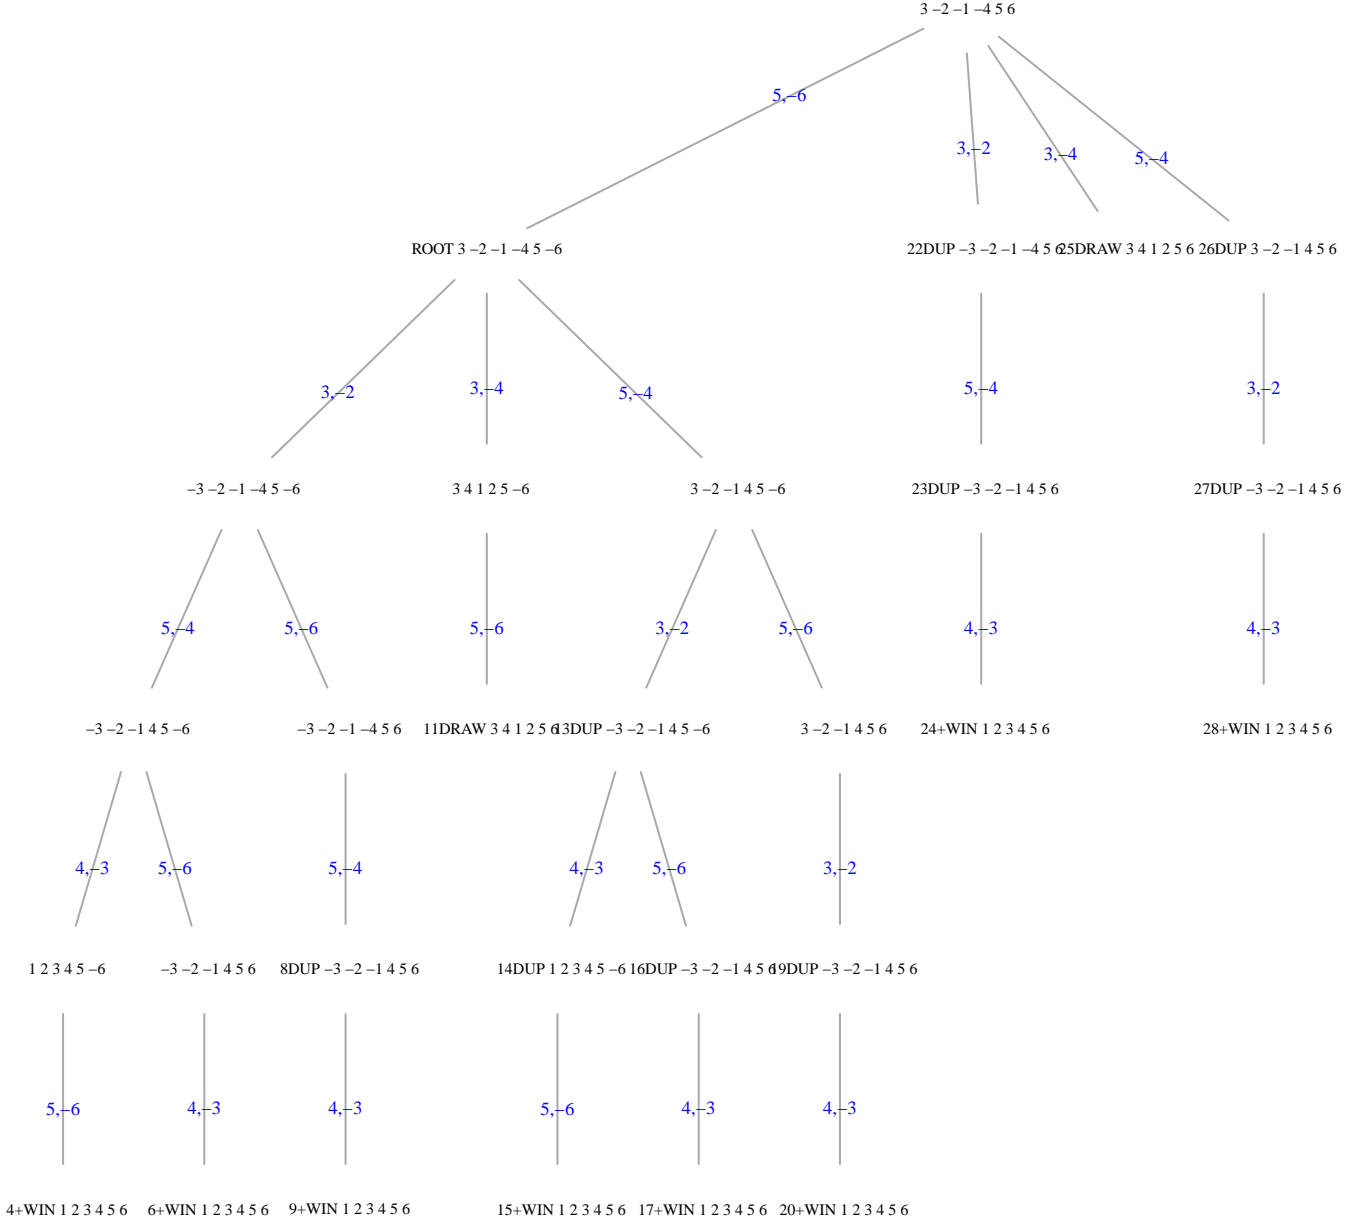 3 –2 –1 –4 5 6
5,–6
3,–2
3,–4
5,–4
ROOT 3 –2 –1 –4 5 –6
22DUP –3 –2 –1 –4 5 6
25DRAW 3 4 1 2 5 6
26DUP 3 –2 –1 4 5 6
3,–2
3,–4
5,–4
5,–4
3,–2
–3 –2 –1 –4 5 –6
3 4 1 2 5 –6
3 –2 –1 4 5 –6
23DUP –3 –2 –1 4 5 6
27DUP –3 –2 –1 4 5 6
5,–4
5,–6
5,–6
3,–2
5,–6
4,–3
4,–3
–3 –2 –1 4 5 –6
–3 –2 –1 –4 5 6
11DRAW 3 4 1 2 5 6
13DUP –3 –2 –1 4 5 –6
3 –2 –1 4 5 6
24+WIN 1 2 3 4 5 6
28+WIN 1 2 3 4 5 6
4,–3
5,–6
5,–4
4,–3
5,–6
3,–2
1 2 3 4 5 –6
–3 –2 –1 4 5 6
8DUP –3 –2 –1 4 5 6
14DUP 1 2 3 4 5 –6
16DUP –3 –2 –1 4 5 6
19DUP –3 –2 –1 4 5 6
5,–6
4,–3
4,–3
5,–6
4,–3
4,–3
4+WIN 1 2 3 4 5 6
6+WIN 1 2 3 4 5 6
9+WIN 1 2 3 4 5 6
15+WIN 1 2 3 4 5 6
17+WIN 1 2 3 4 5 6
20+WIN 1 2 3 4 5 6